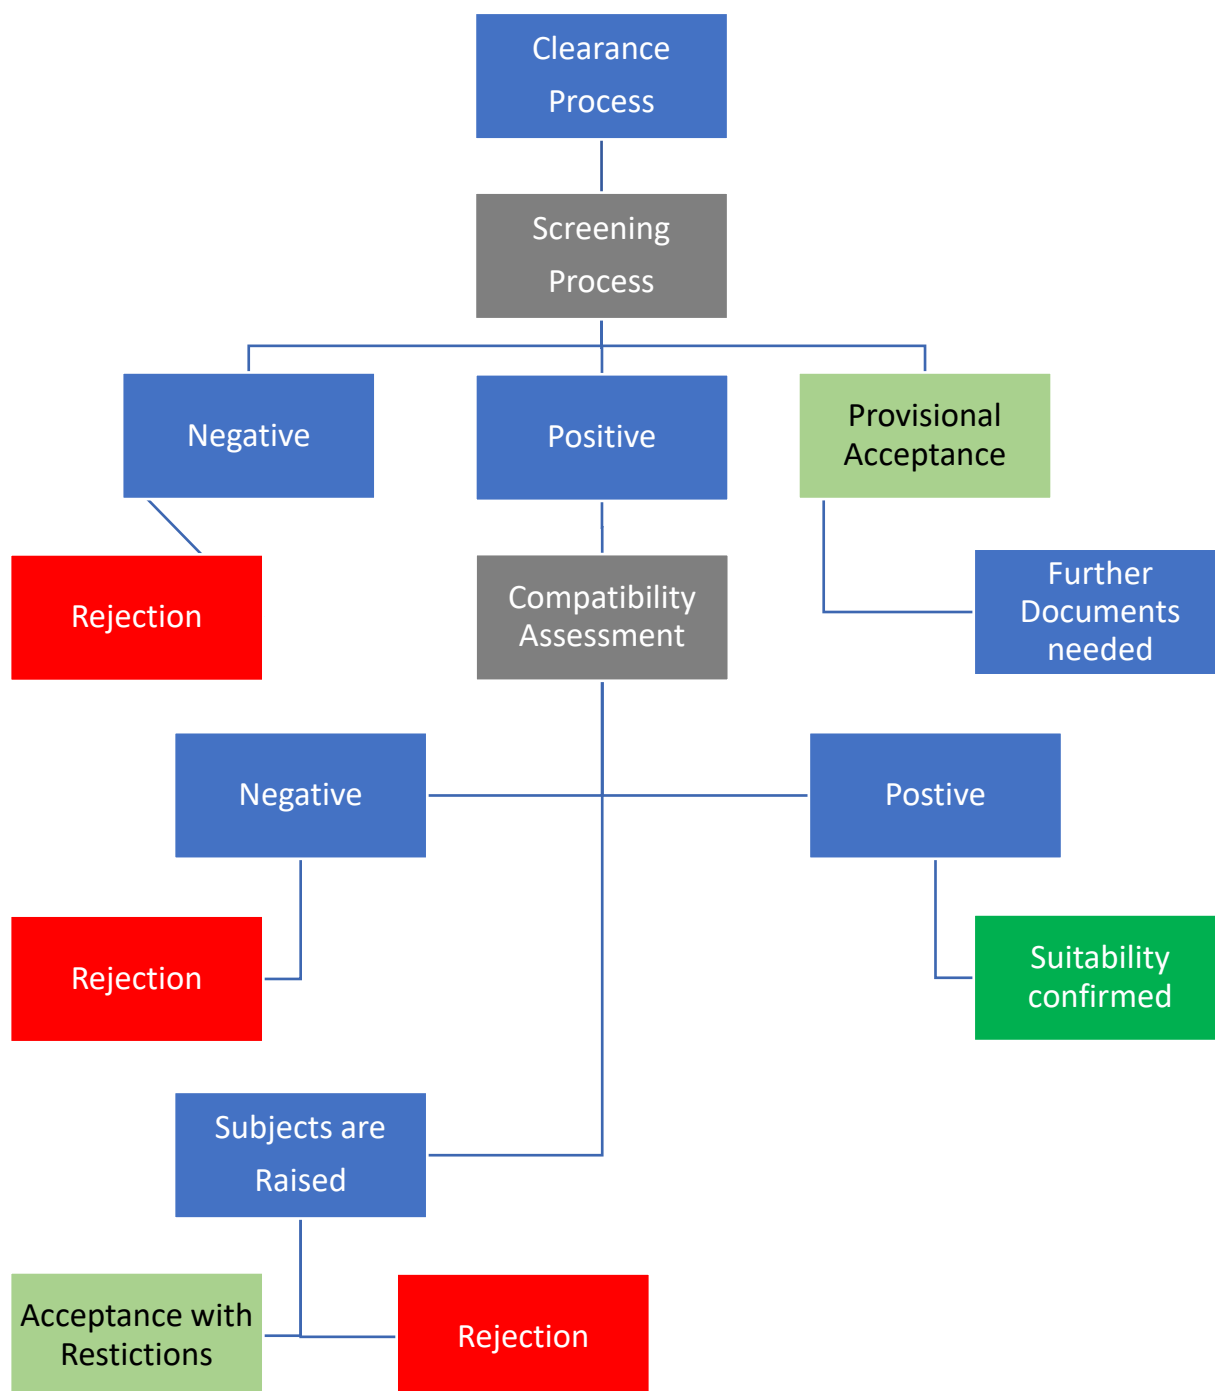 Clearance
Process
Screening
Process
Negative
Positive
Provisional
Acceptance
Rejection
Compatibility
Assessment
Further
Documents
needed
Negative
Postive
Rejection
Suitability
confirmed
Subjects are
Raised
Acceptance with
Restictions
Rejection